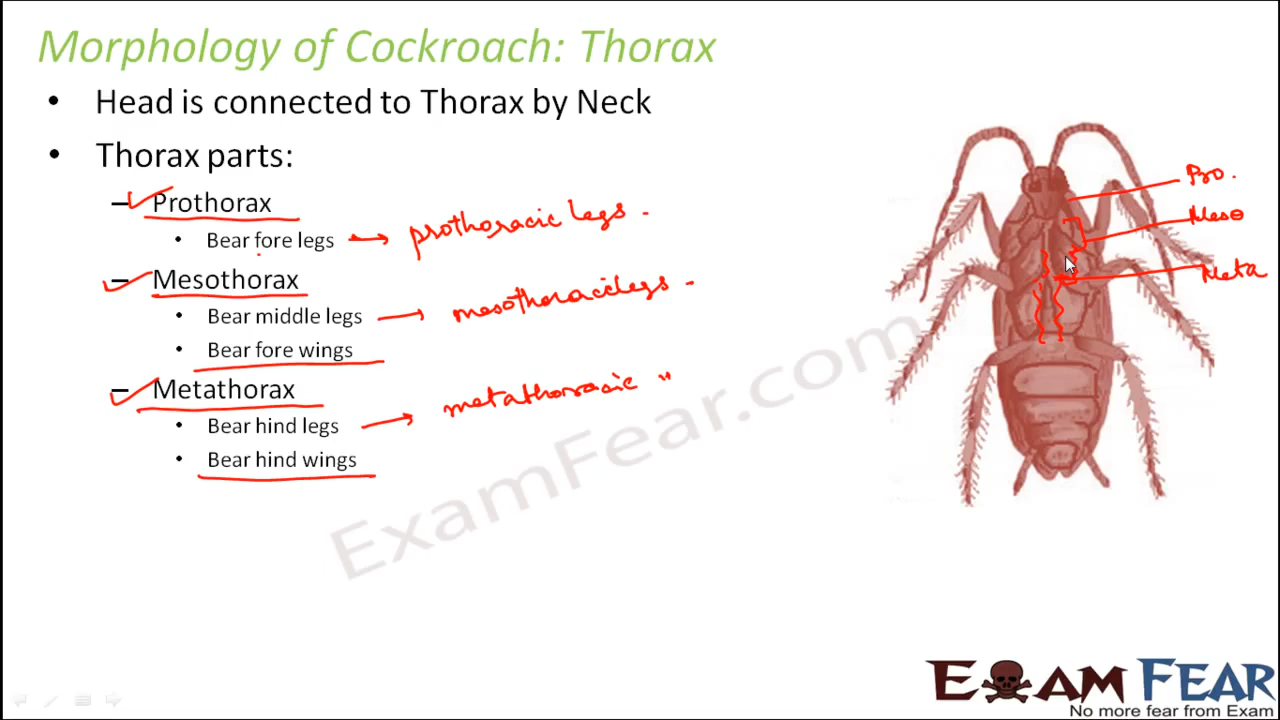 Morphology of Cockroach: Thorax
• Head is connected to Thorax by Neck
• Thorax parts:
– Prothorax
• Bear fore legs → prothoracic legs.
– Mesothorax
• Bear middle legs → mesothoracic legs.
• Bear fore wings
– Metathorax
• Bear hind legs → metathoracic "
• Bear hind wings
Pro.
Meso
Meta
ExamFear.com
EXAM FEAR
No more fear from Exam